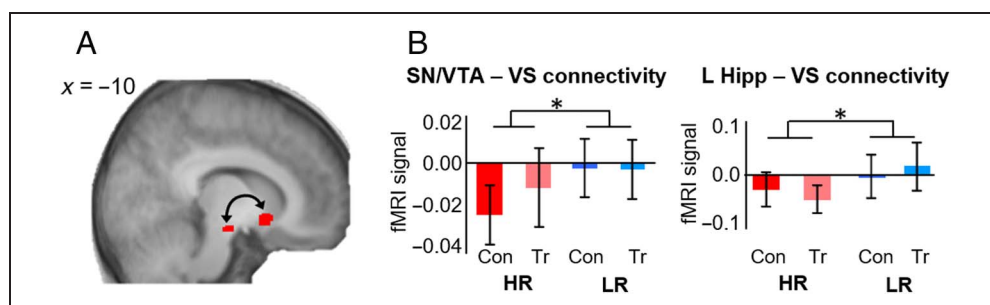 A
x = −10
B
SN/VTA – VS connectivity
*
fMRI signal
0.02
0.00
−0.02
−0.04
Con Tr Con Tr
HR LR
L Hipp – VS connectivity
*
fMRI signal
0.1
0.0
−0.1
Con Tr Con Tr
HR LR